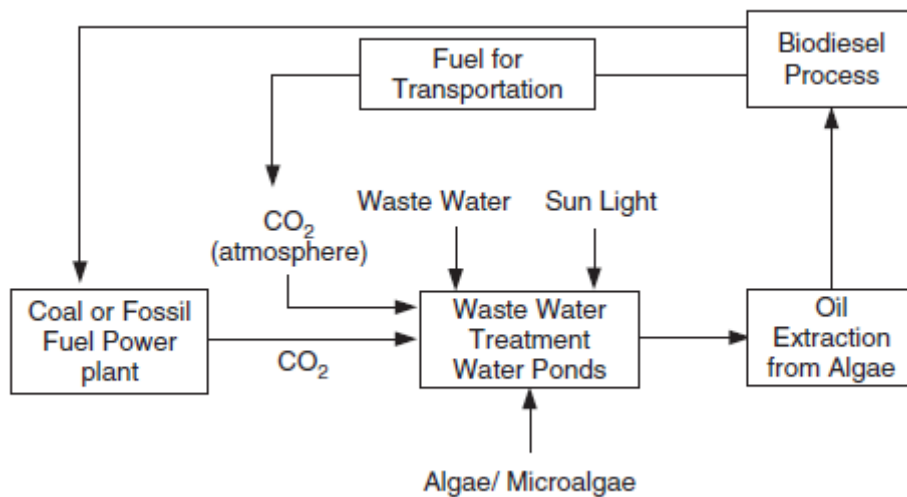 Biodiesel
Process
Fuel for
Transportation
Waste Water
Sun Light
CO₂
(atmosphere)
Coal or Fossil
Fuel Power
plant
CO₂
Waste Water
Treatment
Water Ponds
Oil
Extraction
from Algae
Algae/ Microalgae